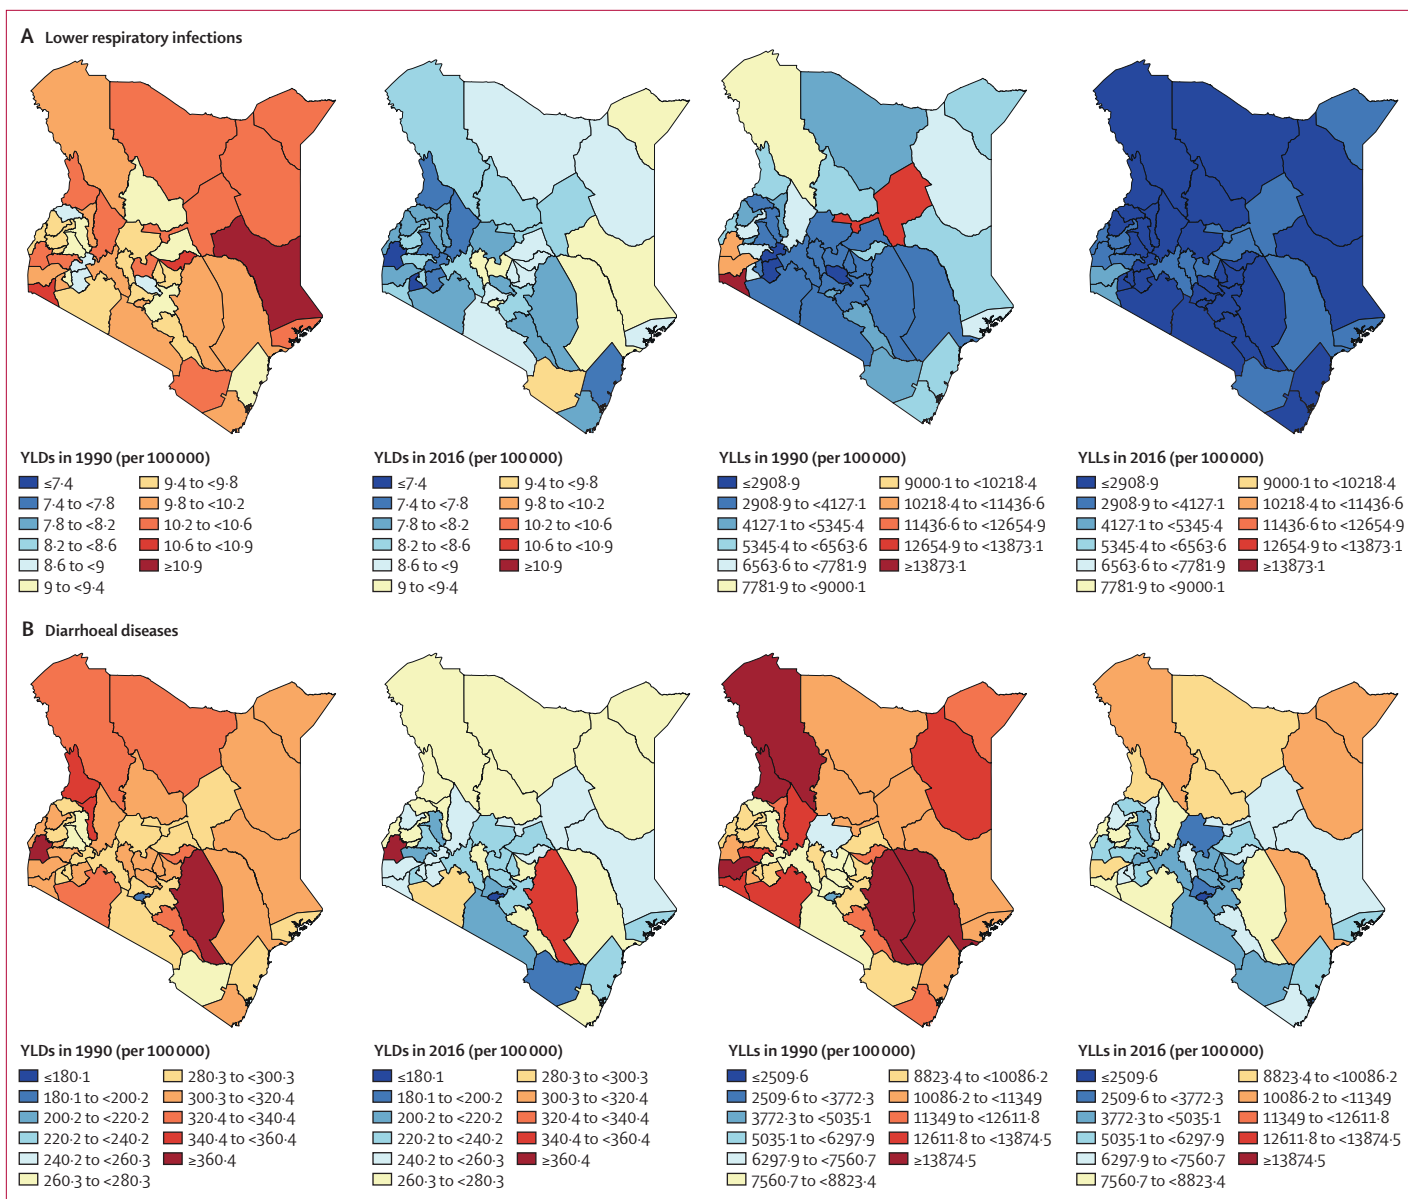 A Lower respiratory infections
YLDs in 1990 (per 100 000)
≤7·4
7·4 to <7·8
7·8 to <8·2
8·2 to <8·6
8·6 to <9
9 to <9·4
9·4 to <9·8
9·8 to <10·2
10·2 to <10·6
10·6 to <10·9
≥10·9
YLDs in 2016 (per 100 000)
≤7·4
7·4 to <7·8
7·8 to <8·2
8·2 to <8·6
8·6 to <9
9 to <9·4
9·4 to <9·8
9·8 to <10·2
10·2 to <10·6
10·6 to <10·9
≥10·9
YLLs in 1990 (per 100 000)
≤2908·9
2908·9 to <4127·1
4127·1 to <5345·4
5345·4 to <6563·6
6563·6 to <7781·9
7781·9 to <9000·1
9000·1 to <10218·4
10218·4 to <11436·6
11436·6 to <12654·9
12654·9 to <13873·1
≥13873·1
YLLs in 2016 (per 100 000)
≤2908·9
2908·9 to <4127·1
4127·1 to <5345·4
5345·4 to <6563·6
6563·6 to <7781·9
7781·9 to <9000·1
9000·1 to <10218·4
10218·4 to <11436·6
11436·6 to <12654·9
12654·9 to <13873·1
≥13873·1
B Diarrhoeal diseases
YLDs in 1990 (per 100 000)
≤180·1
180·1 to <200·2
200·2 to <220·2
220·2 to <240·2
240·2 to <260·3
260·3 to <280·3
280·3 to <300·3
300·3 to <320·4
320·4 to <340·4
340·4 to <360·4
≥360·4
YLDs in 2016 (per 100 000)
≤180·1
180·1 to <200·2
200·2 to <220·2
220·2 to <240·2
240·2 to <260·3
260·3 to <280·3
280·3 to <300·3
300·3 to <320·4
320·4 to <340·4
340·4 to <360·4
≥360·4
YLLs in 1990 (per 100 000)
≤2509·6
2509·6 to <3772·3
3772·3 to <5035·1
5035·1 to <6297·9
6297·9 to <7560·7
7560·7 to <8823·4
8823·4 to <10086·2
10086·2 to <11349
11349 to <12611·8
12611·8 to <13874·5
≥13874·5
YLLs in 2016 (per 100 000)
≤2509·6
2509·6 to <3772·3
3772·3 to <5035·1
5035·1 to <6297·9
6297·9 to <7560·7
7560·7 to <8823·4
8823·4 to <10086·2
10086·2 to <11349
11349 to <12611·8
12611·8 to <13874·5
≥13874·5